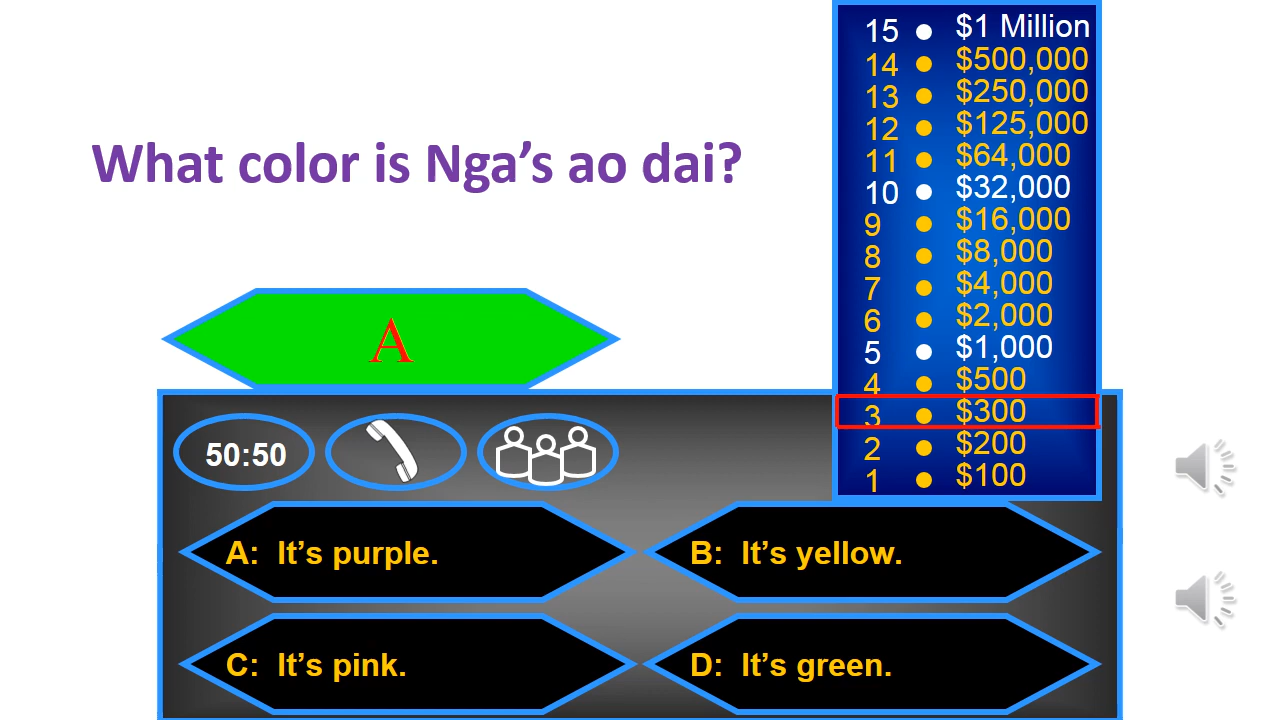 What color is Nga’s ao dai?
15 $1 Million
14 $500,000
13 $250,000
12 $125,000
11 $64,000
10 $32,000
9 $16,000
8 $8,000
7 $4,000
6 $2,000
5 $1,000
4 $500
3 $300
2 $200
1 $100
A
50:50
A: It’s purple.
B: It’s yellow.
C: It’s pink.
D: It’s green.